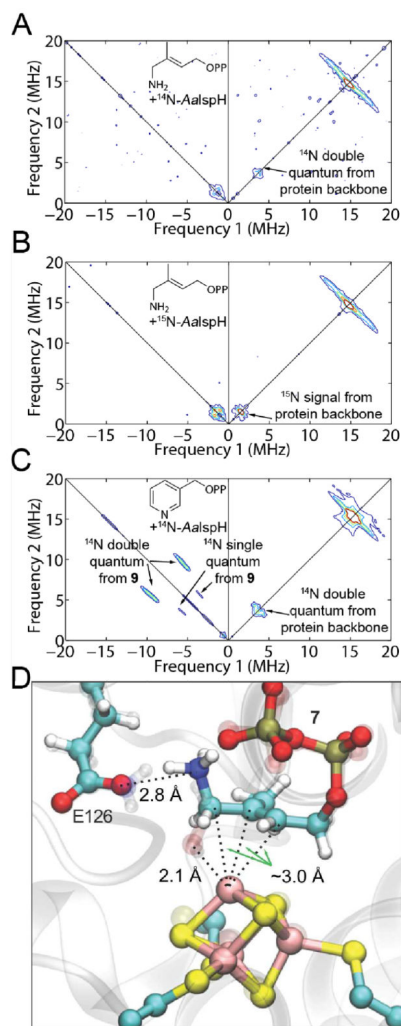 A
Frequency 2 (MHz)
20
15
10
5
0
OPP
NH₂
+¹⁴N-AaIspH
¹⁴N double
quantum from
protein backbone
−20 −15 −10 −5 0 5 10 15 20
Frequency 1 (MHz)
B
Frequency 2 (MHz)
20
15
10
5
0
OPP
NH₂
+¹⁵N-AaIspH
¹⁵N signal from
protein backbone
−20 −15 −10 −5 0 5 10 15 20
Frequency 1 (MHz)
C
Frequency 2 (MHz)
20
15
10
5
0
OPP
N
+¹⁴N-AaIspH
¹⁴N double
quantum
from 9
¹⁴N single
quantum
from 9
¹⁴N double
quantum from
protein backbone
−20 −15 −10 −5 0 5 10 15 20
Frequency 1 (MHz)
D
7
2.8 Å
E126
2.1 Å
~3.0 Å